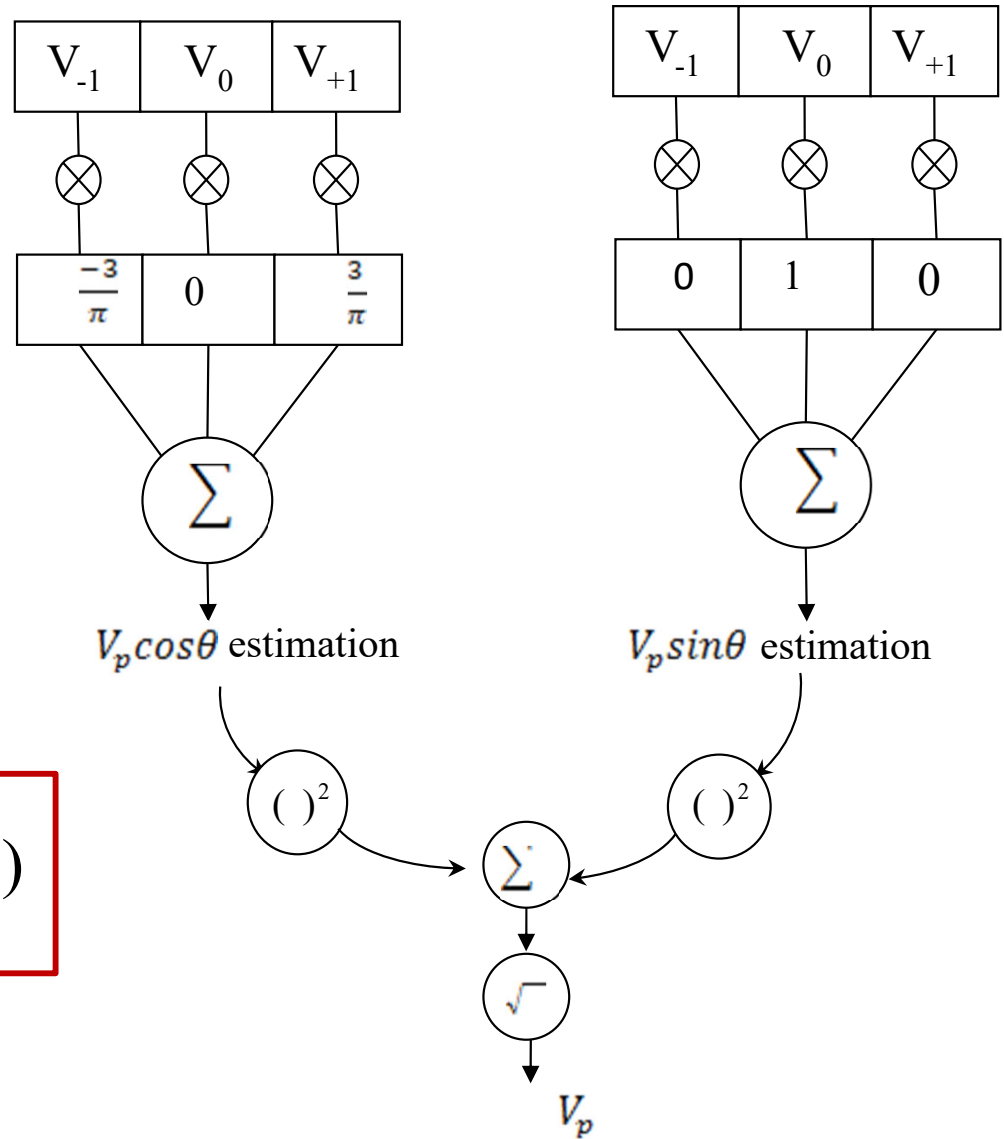 V₋₁ V₀ V₊₁
V₋₁ V₀ V₊₁
−3/π 0 3/π
0 1 0
∑
∑
Vₚcosθ estimation
Vₚsinθ estimation
( )²
( )²
)
∑
√
Vₚ